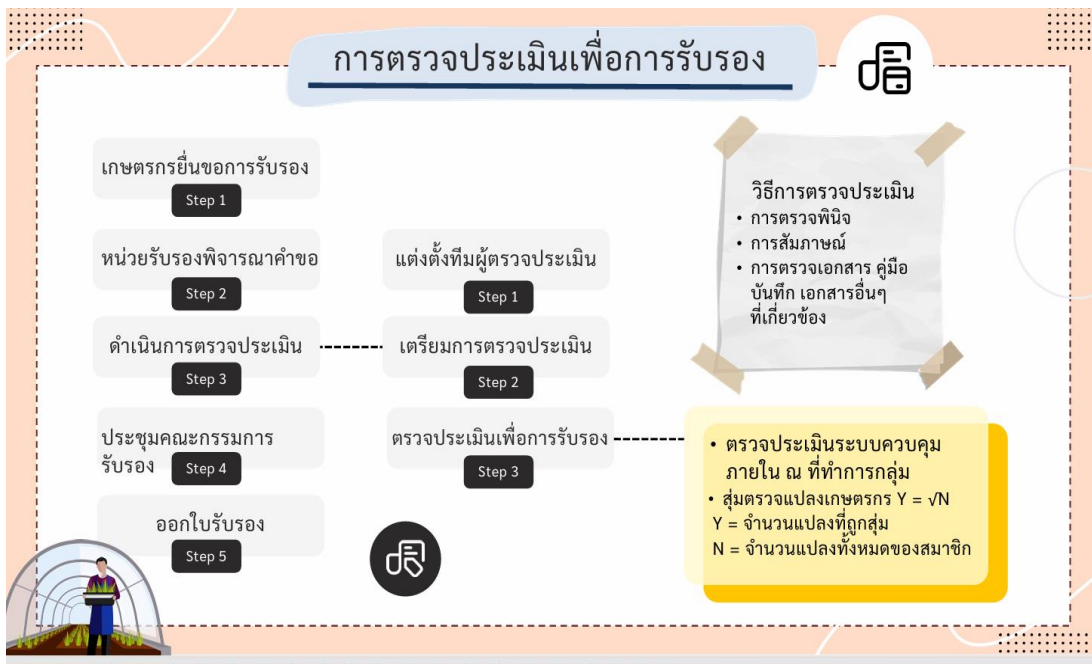 การตรวจประเมินเพื่อการรับรอง
เกษตรกรยื่นขอการรับรอง
Step 1
หน่วยรับรองพิจารณาคำขอ
Step 2
ดำเนินการตรวจประเมิน
Step 3
ประชุมคณะกรรมการ
รับรอง
Step 4
ออกใบรับรอง
Step 5
แต่งตั้งทีมผู้ตรวจประเมิน
Step 1
เตรียมการตรวจประเมิน
Step 2
ตรวจประเมินเพื่อการรับรอง
Step 3
วิธีการตรวจประเมิน
• การตรวจพินิจ
• การสัมภาษณ์
• การตรวจเอกสาร คู่มือ
บันทึก เอกสารอื่นๆ
ที่เกี่ยวข้อง
• ตรวจประเมินระบบควบคุม
ภายใน ณ ที่ทำการกลุ่ม
• สุ่มตรวจแปลงเกษตรกร Y = √N
Y = จำนวนแปลงที่ถูกสุ่ม
N = จำนวนแปลงทั้งหมดของสมาชิก